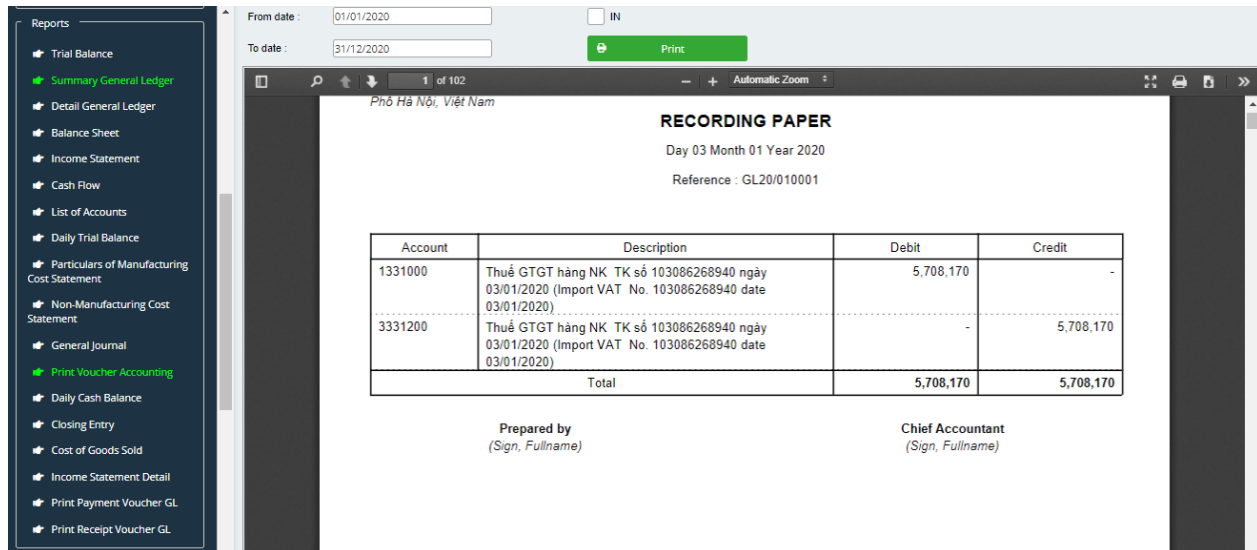 Reports
Trial Balance
Summary General Ledger
Detail General Ledger
Balance Sheet
Income Statement
Cash Flow
List of Accounts
Daily Trial Balance
Particulars of Manufacturing
Cost Statement
Non-Manufacturing Cost
Statement
General Journal
Print Voucher Accounting
Daily Cash Balance
Closing Entry
Cost of Goods Sold
Income Statement Detail
Print Payment Voucher GL
Print Receipt Voucher GL
From date : 01/01/2020 IN
To date : 31/12/2020 Print
1 of 102 Automatic Zoom
Phố Hà Nội, Việt Nam
RECORDING PAPER
Day 03 Month 01 Year 2020
Reference : GL20/010001
Account Description Debit Credit
1331000 Thuế GTGT hàng NK TK số 103086268940 ngày 5,708,170 -
03/01/2020 (Import VAT No. 103086268940 date
03/01/2020)
3331200 Thuế GTGT hàng NK TK số 103086268940 ngày - 5,708,170
03/01/2020 (Import VAT No. 103086268940 date
03/01/2020)
Total 5,708,170 5,708,170
Prepared by Chief Accountant
(Sign, Fullname) (Sign, Fullname)